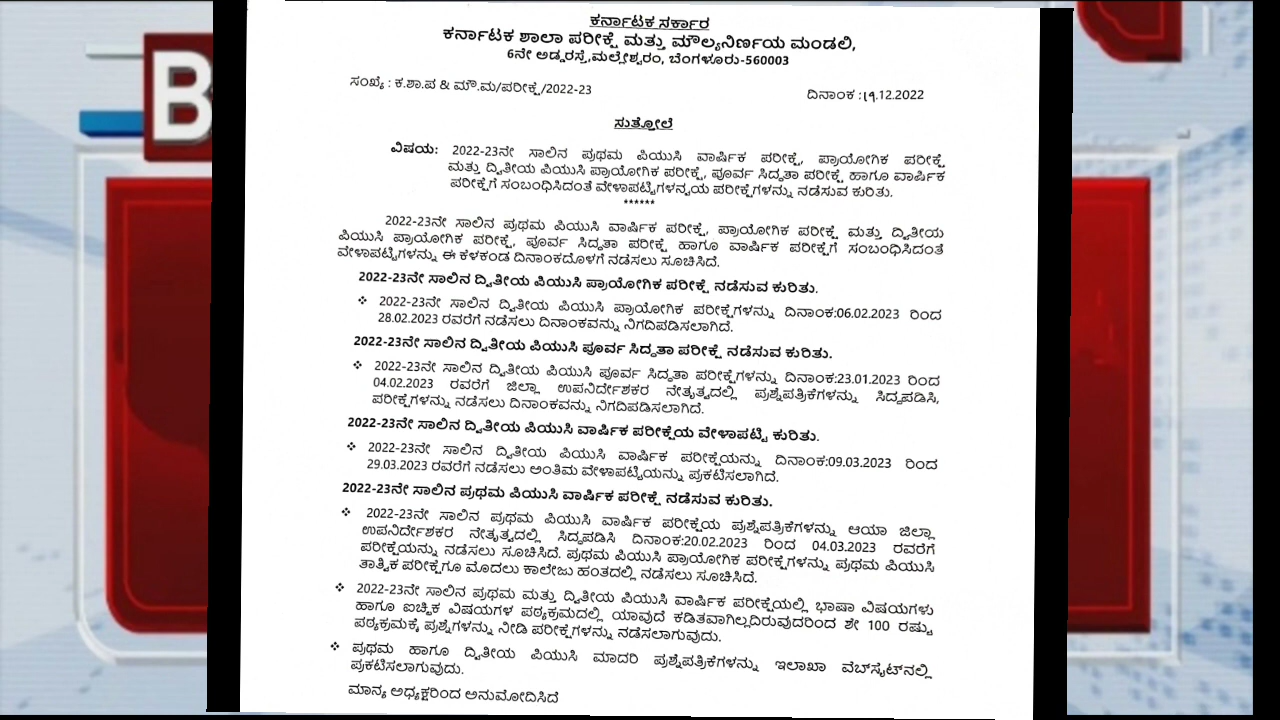 B
ಕರ್ನಾಟಕ ಸರ್ಕಾರ
ಕರ್ನಾಟಕ ಶಾಲಾ ಪರೀಕ್ಷೆ ಮತ್ತು ಮೌಲ್ಯನಿರ್ಣಯ ಮಂಡಲಿ,
6ನೇ ಅಡ್ಡರಸ್ತೆ,ಮಲ್ಲೇಶ್ವರಂ, ಬೆಂಗಳೂರು-560003
ಸಂಖ್ಯೆ : ಕ.ಶಾ.ಪ & ಮೌ.ಮ/ಪರೀಕ್ಷೆ/2022-23 ದಿನಾಂಕ :19.12.2022
ಸುತ್ತೋಲೆ
ವಿಷಯ: 2022-23ನೇ ಸಾಲಿನ ಪ್ರಥಮ ಪಿಯುಸಿ ವಾರ್ಷಿಕ ಪರೀಕ್ಷೆ, ಪ್ರಾಯೋಗಿಕ ಪರೀಕ್ಷೆ
ಮತ್ತು ದ್ವಿತೀಯ ಪಿಯುಸಿ ಪ್ರಾಯೋಗಿಕ ಪರೀಕ್ಷೆ, ಪೂರ್ವ ಸಿದ್ಧತಾ ಪರೀಕ್ಷೆ ಹಾಗೂ ವಾರ್ಷಿಕ
ಪರೀಕ್ಷೆಗೆ ಸಂಬಂಧಿಸಿದಂತೆ ವೇಳಾಪಟ್ಟಿಗಳನ್ವಯ ಪರೀಕ್ಷೆಗಳನ್ನು ನಡೆಸುವ ಕುರಿತು.
******
2022-23ನೇ ಸಾಲಿನ ಪ್ರಥಮ ಪಿಯುಸಿ ವಾರ್ಷಿಕ ಪರೀಕ್ಷೆ, ಪ್ರಾಯೋಗಿಕ ಪರೀಕ್ಷೆ ಮತ್ತು ದ್ವಿತೀಯ
ಪಿಯುಸಿ ಪ್ರಾಯೋಗಿಕ ಪರೀಕ್ಷೆ, ಪೂರ್ವ ಸಿದ್ಧತಾ ಪರೀಕ್ಷೆ ಹಾಗೂ ವಾರ್ಷಿಕ ಪರೀಕ್ಷೆಗೆ ಸಂಬಂಧಿಸಿದಂತೆ
ವೇಳಾಪಟ್ಟಿಗಳನ್ನು ಈ ಕೆಳಕಂಡ ದಿನಾಂಕದೊಳಗೆ ನಡೆಸಲು ಸೂಚಿಸಿದೆ.
2022-23ನೇ ಸಾಲಿನ ದ್ವಿತೀಯ ಪಿಯುಸಿ ಪ್ರಾಯೋಗಿಕ ಪರೀಕ್ಷೆ ನಡೆಸುವ ಕುರಿತು.
❖ 2022-23ನೇ ಸಾಲಿನ ದ್ವಿತೀಯ ಪಿಯುಸಿ ಪ್ರಾಯೋಗಿಕ ಪರೀಕ್ಷೆಗಳನ್ನು ದಿನಾಂಕ:06.02.2023 ರಿಂದ
28.02.2023 ರವರೆಗೆ ನಡೆಸಲು ದಿನಾಂಕವನ್ನು ನಿಗದಿಪಡಿಸಲಾಗಿದೆ.
2022-23ನೇ ಸಾಲಿನ ದ್ವಿತೀಯ ಪಿಯುಸಿ ಪೂರ್ವ ಸಿದ್ಧತಾ ಪರೀಕ್ಷೆ ನಡೆಸುವ ಕುರಿತು.
❖ 2022-23ನೇ ಸಾಲಿನ ದ್ವಿತೀಯ ಪಿಯುಸಿ ಪೂರ್ವ ಸಿದ್ಧತಾ ಪರೀಕ್ಷೆಗಳನ್ನು ದಿನಾಂಕ:23.01.2023 ರಿಂದ
04.02.2023 ರವರೆಗೆ ಜಿಲ್ಲಾ ಉಪನಿರ್ದೇಶಕರ ನೇತೃತ್ವದಲ್ಲಿ ಪ್ರಶ್ನೆಪತ್ರಿಕೆಗಳನ್ನು ಸಿದ್ಧಪಡಿಸಿ,
ಪರೀಕ್ಷೆಗಳನ್ನು ನಡೆಸಲು ದಿನಾಂಕವನ್ನು ನಿಗದಿಪಡಿಸಲಾಗಿದೆ.
2022-23ನೇ ಸಾಲಿನ ದ್ವಿತೀಯ ಪಿಯುಸಿ ವಾರ್ಷಿಕ ಪರೀಕ್ಷೆಯ ವೇಳಾಪಟ್ಟಿ ಕುರಿತು.
❖ 2022-23ನೇ ಸಾಲಿನ ದ್ವಿತೀಯ ಪಿಯುಸಿ ವಾರ್ಷಿಕ ಪರೀಕ್ಷೆಯನ್ನು ದಿನಾಂಕ:09.03.2023 ರಿಂದ
29.03.2023 ರವರೆಗೆ ನಡೆಸಲು ಅಂತಿಮ ವೇಳಾಪಟ್ಟಿಯನ್ನು ಪ್ರಕಟಿಸಲಾಗಿದೆ.
2022-23ನೇ ಸಾಲಿನ ಪ್ರಥಮ ಪಿಯುಸಿ ವಾರ್ಷಿಕ ಪರೀಕ್ಷೆ ನಡೆಸುವ ಕುರಿತು.
❖ 2022-23ನೇ ಸಾಲಿನ ಪ್ರಥಮ ಪಿಯುಸಿ ವಾರ್ಷಿಕ ಪರೀಕ್ಷೆಯ ಪ್ರಶ್ನೆಪತ್ರಿಕೆಗಳನ್ನು ಆಯಾ ಜಿಲ್ಲಾ
ಉಪನಿರ್ದೇಶಕರ ನೇತೃತ್ವದಲ್ಲಿ ಸಿದ್ಧಪಡಿಸಿ ದಿನಾಂಕ:20.02.2023 ರಿಂದ 04.03.2023 ರವರೆಗೆ
ಪರೀಕ್ಷೆಯನ್ನು ನಡೆಸಲು ಸೂಚಿಸಿದೆ. ಪ್ರಥಮ ಪಿಯುಸಿ ಪ್ರಾಯೋಗಿಕ ಪರೀಕ್ಷೆಗಳನ್ನು ಪ್ರಥಮ ಪಿಯುಸಿ
ತಾತ್ವಿಕ ಪರೀಕ್ಷೆಗೂ ಮೊದಲು ಕಾಲೇಜು ಹಂತದಲ್ಲಿ ನಡೆಸಲು ಸೂಚಿಸಿದೆ.
❖ 2022-23ನೇ ಸಾಲಿನ ಪ್ರಥಮ ಮತ್ತು ದ್ವಿತೀಯ ಪಿಯುಸಿ ವಾರ್ಷಿಕ ಪರೀಕ್ಷೆಯಲ್ಲಿ ಭಾಷಾ ವಿಷಯಗಳು
ಹಾಗೂ ಐಚ್ಛಿಕ ವಿಷಯಗಳ ಪಠ್ಯಕ್ರಮದಲ್ಲಿ ಯಾವುದೆ ಕಡಿತವಾಗಿಲ್ಲದಿರುವುದರಿಂದ ಶೇ 100 ರಷ್ಟು
ಪಠ್ಯಕ್ರಮಕ್ಕೆ ಪ್ರಶ್ನೆಗಳನ್ನು ನೀಡಿ ಪರೀಕ್ಷೆಗಳನ್ನು ನಡೆಸಲಾಗುವುದು.
❖ ಪ್ರಥಮ ಹಾಗೂ ದ್ವಿತೀಯ ಪಿಯುಸಿ ಮಾದರಿ ಪ್ರಶ್ನೆಪತ್ರಿಕೆಗಳನ್ನು ಇಲಾಖಾ ವೆಬ್‌ಸೈಟ್‌ನಲ್ಲಿ
ಪ್ರಕಟಿಸಲಾಗುವುದು.
ಮಾನ್ಯ ಅಧ್ಯಕ್ಷರಿಂದ ಅನುಮೋದಿಸಿದೆ